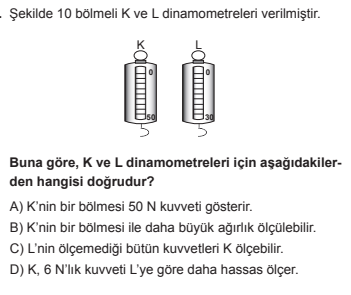 . Şekilde 10 bölmeli K ve L dinamometreleri verilmiştir.
K L
0 0
50 30
Buna göre, K ve L dinamometreleri için aşağıdakiler-
den hangisi doğrudur?
A) K'nin bir bölmesi 50 N kuvveti gösterir.
B) K'nin bir bölmesi ile daha büyük ağırlık ölçülebilir.
C) L'nin ölçemediği bütün kuvvetleri K ölçebilir.
D) K, 6 N'lık kuvveti L'ye göre daha hassas ölçer.